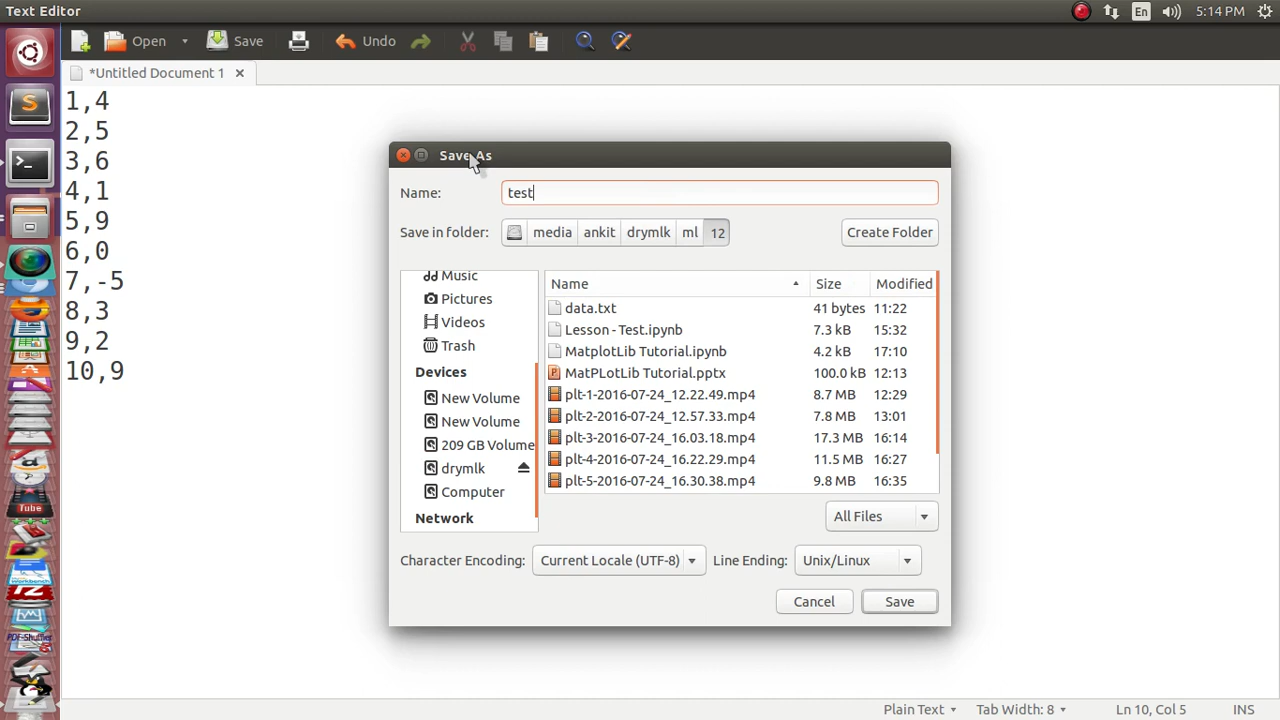 Text Editor En 5:14 PM
Open Save Undo
*Untitled Document 1
1,4
2,5
3,6
4,1
5,9
6,0
7,-5
8,3
9,2
10,9
Save As
Name: test
Save in folder: media ankit drymlk ml 12 Create Folder
Music
Pictures
Videos
Trash
Devices
New Volume
New Volume
209 GB Volume
drymlk
Computer
Network
Name Size Modified
data.txt 41 bytes 11:22
Lesson - Test.ipynb 7.3 kB 15:32
MatplotLib Tutorial.ipynb 4.2 kB 17:10
MatPLotLib Tutorial.pptx 100.0 kB 12:13
plt-1-2016-07-24_12.22.49.mp4 8.7 MB 12:29
plt-2-2016-07-24_12.57.33.mp4 7.8 MB 13:01
plt-3-2016-07-24_16.03.18.mp4 17.3 MB 16:14
plt-4-2016-07-24_16.22.29.mp4 11.5 MB 16:27
plt-5-2016-07-24_16.30.38.mp4 9.8 MB 16:35
All Files
Character Encoding: Current Locale (UTF-8) Line Ending: Unix/Linux
Cancel Save
Tube
Workbench
PDF-Shuffler
Plain Text Tab Width: 8 Ln 10, Col 5 INS